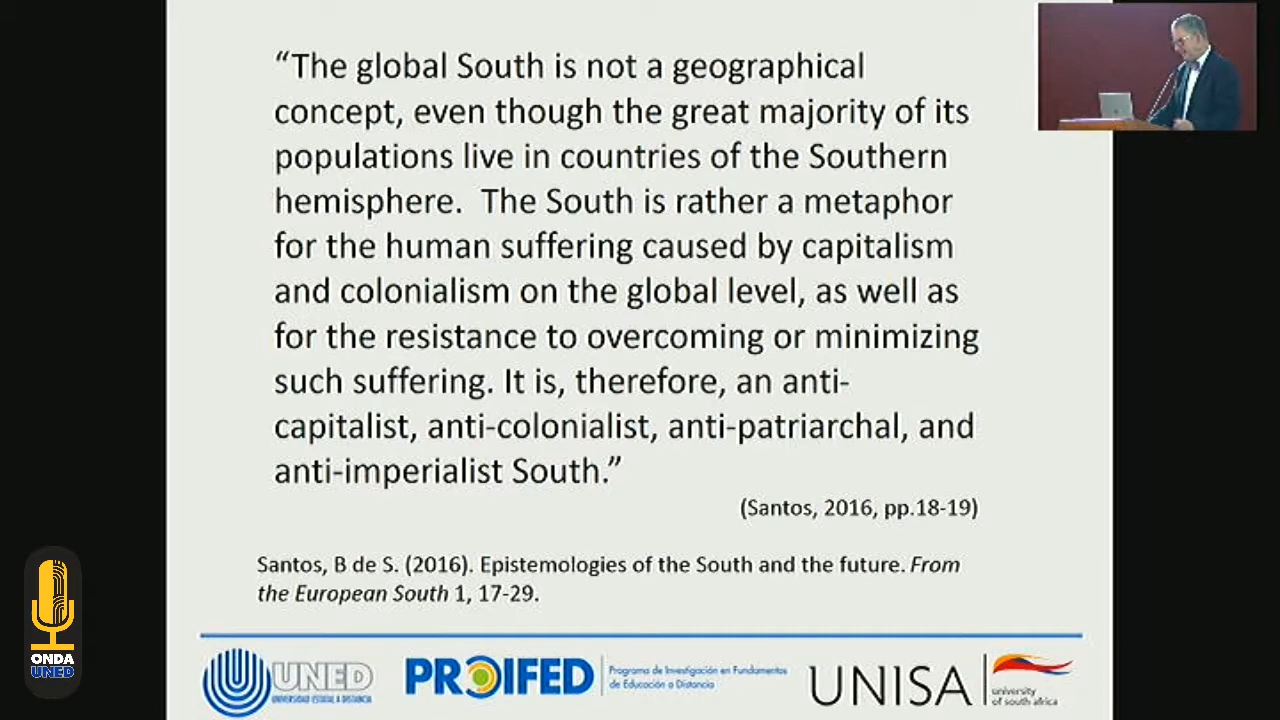 “The global South is not a geographical
concept, even though the great majority of its
populations live in countries of the Southern
hemisphere.  The South is rather a metaphor
for the human suffering caused by capitalism
and colonialism on the global level, as well as
for the resistance to overcoming or minimizing
such suffering. It is, therefore, an anti-
capitalist, anti-colonialist, anti-patriarchal, and
anti-imperialist South.”
(Santos, 2016, pp.18-19)
Santos, B de S. (2016). Epistemologies of the South and the future. From
the European South 1, 17-29.
ONDA
UNED
UNED
UNIVERSIDAD ESTATAL A DISTANCIA
PROIFED
Programa de Investigación en Fundamentos
de Educación a Distancia
UNISA
university
of south africa